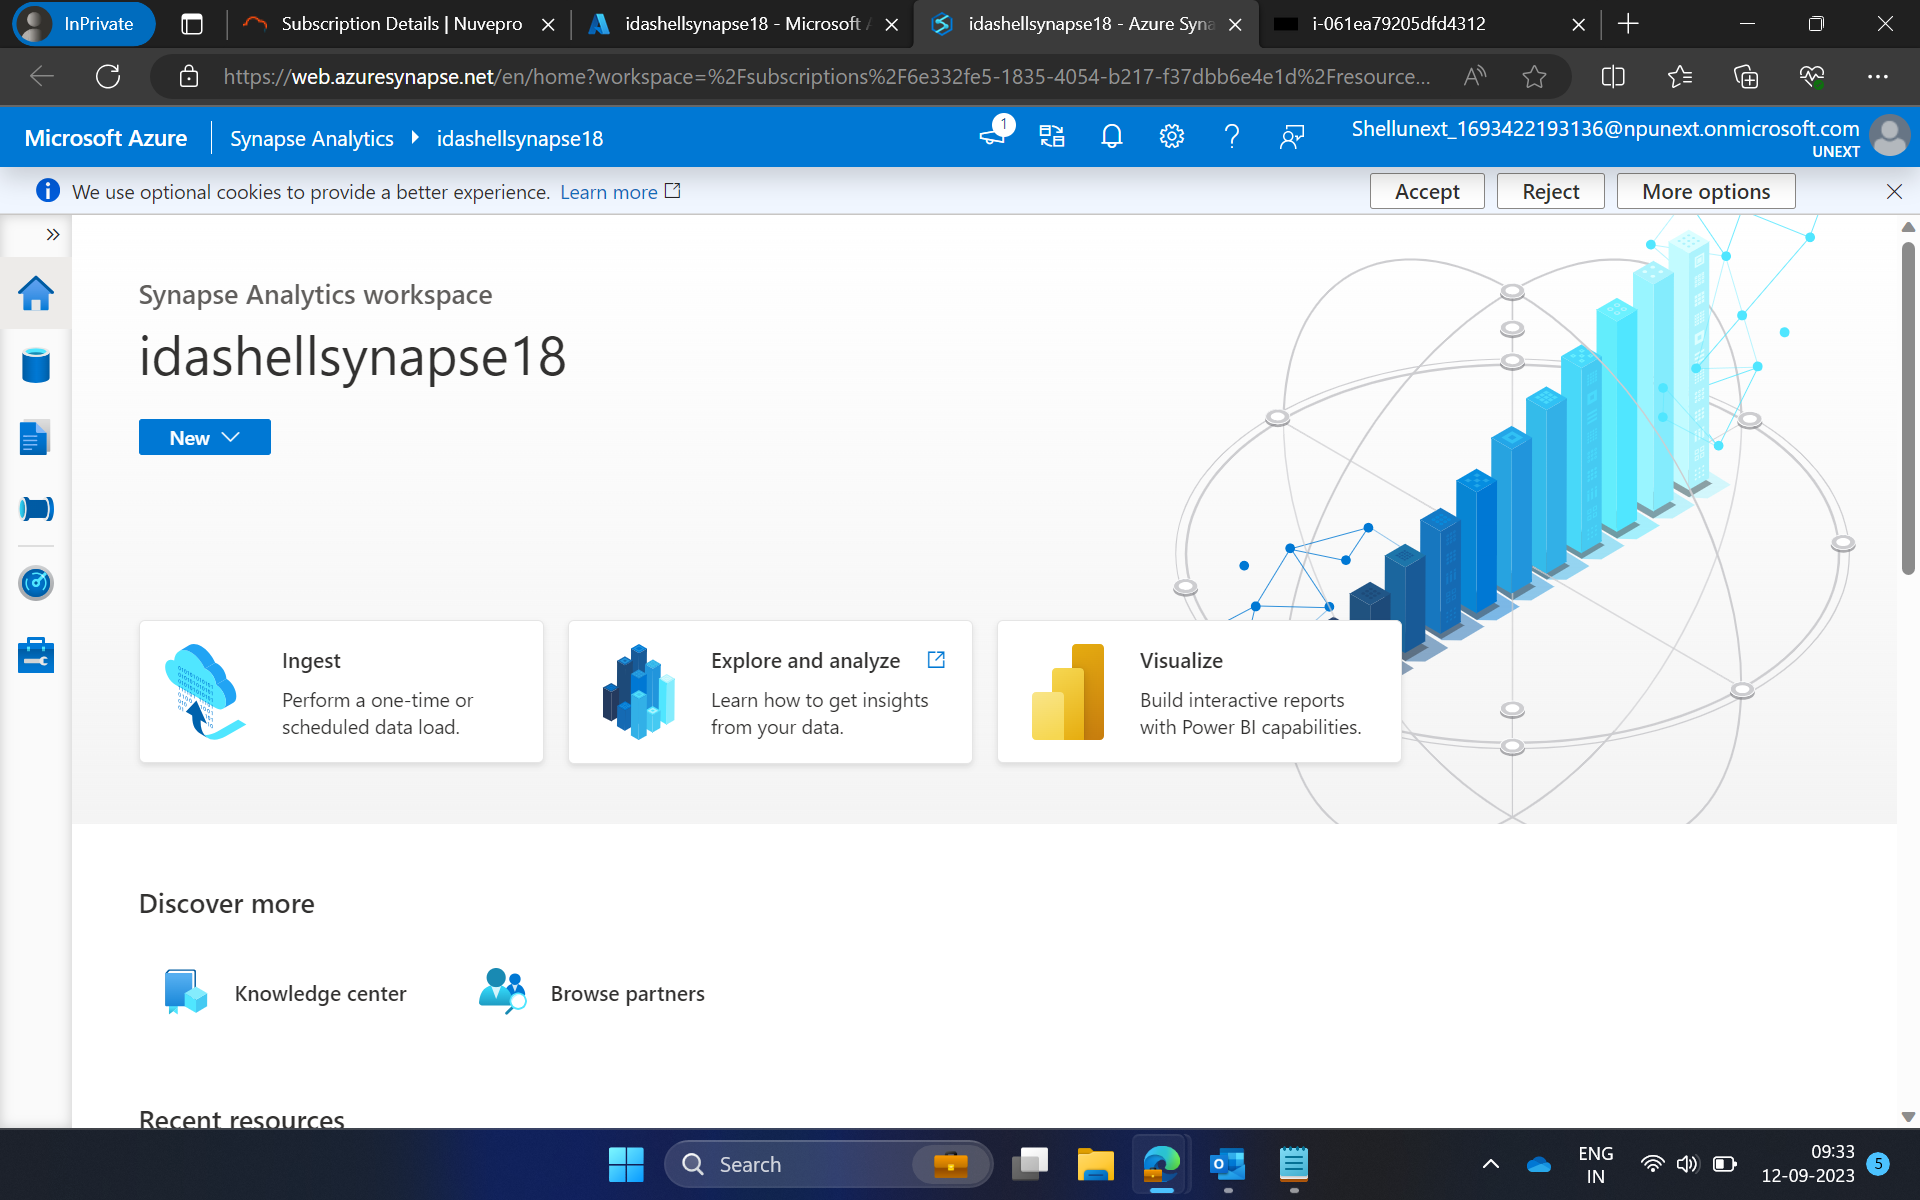 InPrivate
Subscription Details | Nuvepro
idashellsynapse18 - Microsoft A
idashellsynapse18 - Azure Syna
i-061ea79205dfd4312
https://web.azuresynapse.net/en/home?workspace=%2Fsubscriptions%2F6e332fe5-1835-4054-b217-f37dbb6e4e1d%2Fresource...
Microsoft Azure
Synapse Analytics
idashellsynapse18
1
Shellunext_1693422193136@npunext.onmicrosoft.com
UNEXT
We use optional cookies to provide a better experience. Learn more
Accept
Reject
More options
Synapse Analytics workspace
idashellsynapse18
New
Ingest
Perform a one-time or
scheduled data load.
Explore and analyze
Learn how to get insights
from your data.
Visualize
Build interactive reports
with Power BI capabilities.
Discover more
Knowledge center
Browse partners
Recent resources
Search
ENG
IN
09:33
12-09-2023
5